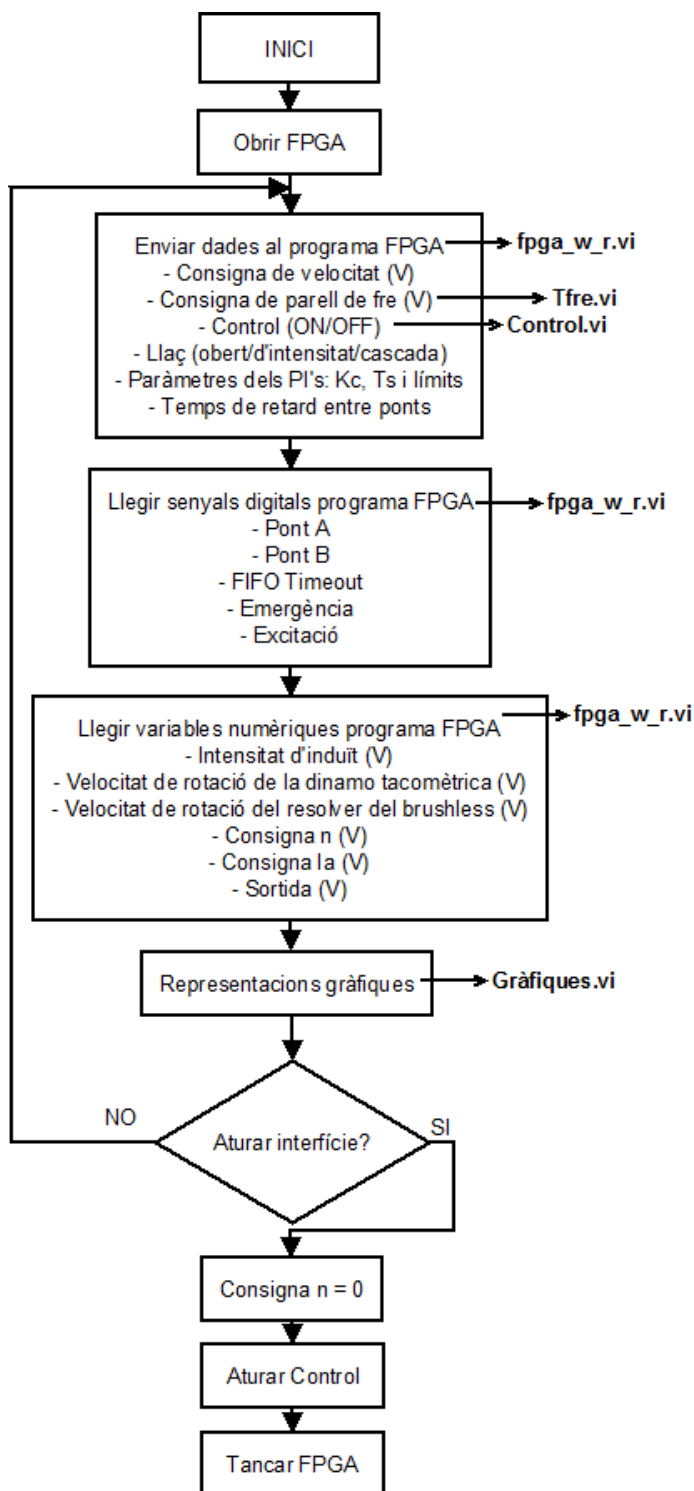 INICI
Obrir FPGA
Enviar dades al programa FPGA
fpga_w_r.vi
- Consigna de velocitat (V)
- Consigna de parell de fre (V)
Tfre.vi
- Control (ON/OFF)
Control.vi
- Llaç (obert/d'intensitat/cascada)
- Paràmetres dels PI's: Kc, Ts i límits
- Temps de retard entre ponts
Llegir senyals digitals programa FPGA
fpga_w_r.vi
- Pont A
- Pont B
- FIFO Timeout
- Emergència
- Excitació
fpga_w_r.vi
Llegir variables numèriques programa FPGA
- Intensitat d'induït (V)
- Velocitat de rotació de la dinamo tacomètrica (V)
- Velocitat de rotació del resolver del brushless (V)
- Consigna n (V)
- Consigna Ia (V)
- Sortida (V)
Representacions gràfiques
Gràfiques.vi
NO
Aturar interfície?
SI
Consigna n = 0
Aturar Control
Tancar FPGA